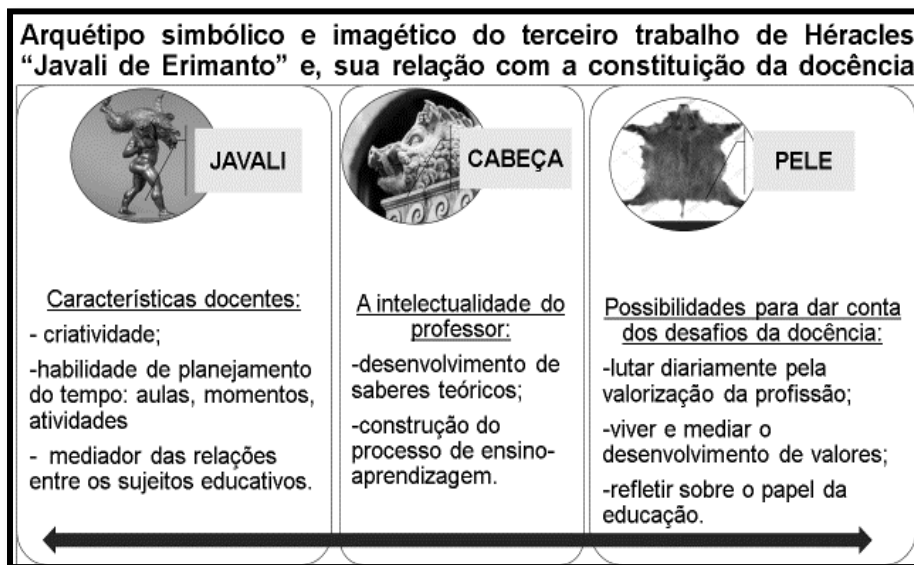 Arquétipo simbólico e imagético do terceiro trabalho de Héracles
“Javali de Erimanto” e, sua relação com a constituição da docência
JAVALI
Características docentes:
- criatividade;
-habilidade de planejamento
do tempo: aulas, momentos,
atividades
- mediador das relações
entre os sujeitos educativos.
CABEÇA
A intelectualidade do
professor:
-desenvolvimento de
saberes teóricos;
-construção do
processo de ensino-
aprendizagem.
PELE
Possibilidades para dar conta
dos desafios da docência:
-lutar diariamente pela
valorização da profissão;
-viver e mediar o
desenvolvimento de valores;
-refletir sobre o papel da
educação.